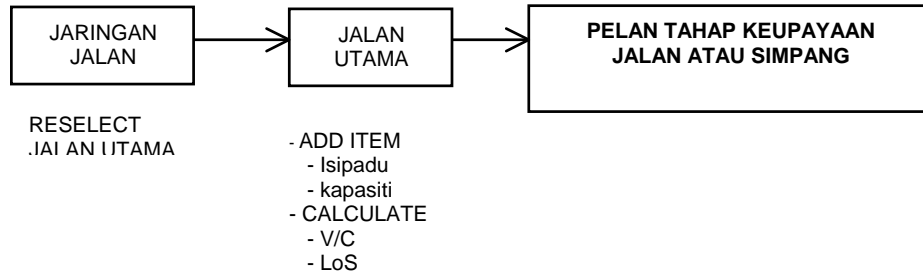 JARINGAN
JALAN
JALAN
UTAMA
PELAN TAHAP KEUPAYAAN
JALAN ATAU SIMPANG
RESELECT
JALAN UTAMA
- ADD ITEM
- Isipadu
- kapasiti
- CALCULATE
- V/C
- LoS